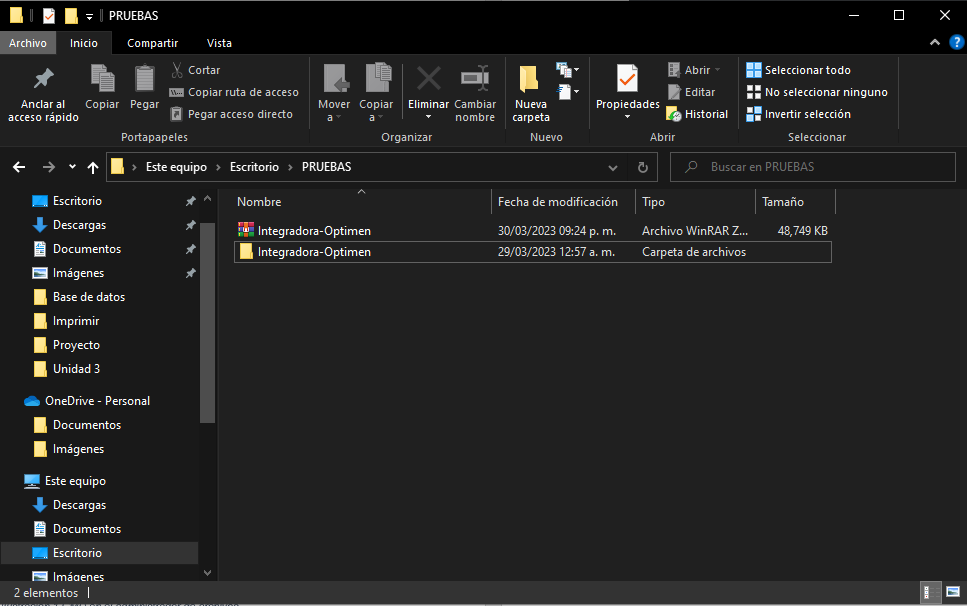 PRUEBAS
Archivo Inicio Compartir Vista
Anclar al acceso rápido
Copiar
Pegar
Cortar
Copiar ruta de acceso
Pegar acceso directo
Portapapeles
Mover a
Copiar a
Eliminar
Cambiar nombre
Organizar
Nueva carpeta
Nuevo
Propiedades
Abrir
Editar
Historial
Abrir
Seleccionar todo
No seleccionar ninguno
Invertir selección
Seleccionar
Este equipo > Escritorio > PRUEBAS
Buscar en PRUEBAS
Escritorio
Descargas
Documentos
Imágenes
Base de datos
Imprimir
Proyecto
Unidad 3
OneDrive - Personal
Documentos
Imágenes
Este equipo
Descargas
Documentos
Escritorio
Imágenes
Nombre Fecha de modificación Tipo Tamaño
Integradora-Optimen 30/03/2023 09:24 p. m. Archivo WinRAR Z... 48,749 KB
Integradora-Optimen 29/03/2023 12:57 a. m. Carpeta de archivos
2 elementos